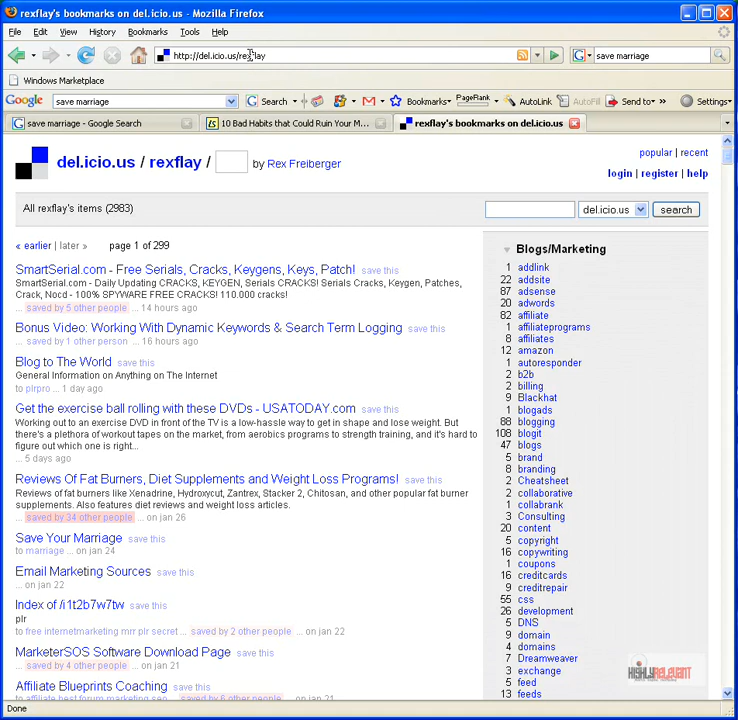 rexflay's bookmarks on del.icio.us - Mozilla Firefox
File Edit View History Bookmarks Tools Help
http://del.icio.us/rexflay
save marriage
Windows Marketplace
Google save marriage Search Bookmarks PageRank AutoLink AutoFill Send to Settings
save marriage - Google Search
10 Bad Habits that Could Ruin Your M...
rexflay's bookmarks on del.icio.us
del.icio.us / rexflay / by Rex Freiberger
popular | recent
login | register | help
All rexflay's items (2983)
del.icio.us search
« earlier | later » page 1 of 299
SmartSerial.com - Free Serials, Cracks, Keygens, Keys, Patch! save this
SmartSerial.com - Daily Updating CRACKS, KEYGEN, Serials CRACKS! Serials Cracks, Keygen, Patches,
Crack, Nocd - 100% SPYWARE FREE CRACKS! 110.000 cracks!
... saved by 5 other people ... 14 hours ago
Bonus Video: Working With Dynamic Keywords & Search Term Logging save this
... saved by 1 other person ... 16 hours ago
Blog to The World save this
General Information on Anything on The Internet
to plrpro ... 1 day ago
Get the exercise ball rolling with these DVDs - USATODAY.com save this
Working out to an exercise DVD in front of the TV is a low-hassle way to get in shape and lose weight. But
there's a plethora of workout tapes on the market, from aerobics programs to strength training, and it's hard to
figure out which one is right...
... 5 days ago
Reviews Of Fat Burners, Diet Supplements and Weight Loss Programs! save this
Reviews of fat burners like Xenadrine, Hydroxycut, Zantrex, Stacker 2, Chitosan, and other popular fat burner
supplements. Also features diet reviews and weight loss articles.
... saved by 34 other people ... on jan 26
Save Your Marriage save this
to marriage ... on jan 24
Email Marketing Sources save this
... on jan 22
Index of /i1t2b7w7tw save this
plr
to free internetmarketing mrr plr secret ... saved by 2 other people ... on jan 22
MarketerSOS Software Download Page save this
... saved by 4 other people ... on jan 21
Affiliate Blueprints Coaching save this
to affiliate best forum marketing seo ... saved by 6 other people ... on jan 21
Blogs/Marketing
1 addlink
22 addsite
87 adsense
20 adwords
82 affiliate
1 affiliateprograms
8 affiliates
12 amazon
1 autoresponder
2 b2b
2 billing
9 Blackhat
1 blogads
86 blogging
108 blogit
47 blogs
5 brand
8 branding
2 Cheatsheet
2 collaborative
1 collabrank
3 Consulting
20 content
5 copyright
16 copywriting
1 coupons
16 creditcards
9 creditrepair
55 css
26 development
5 DNS
9 domain
4 domains
7 Dreamweaver
3 exchange
5 feed
13 feeds
HIGHLY RELEVANT
Done